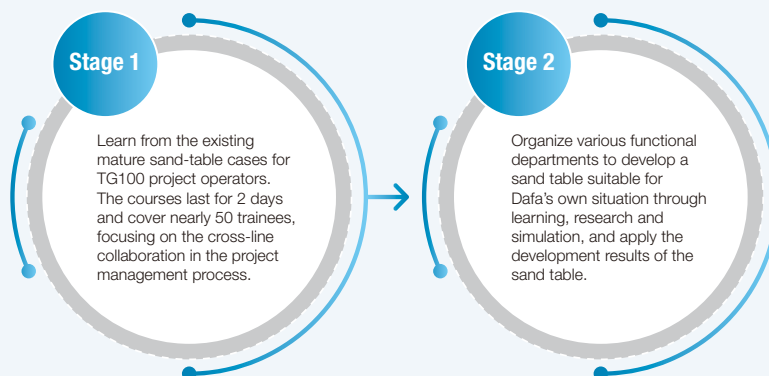 Stage 1
Learn from the existing
mature sand-table cases for
TG100 project operators.
The courses last for 2 days
and cover nearly 50 trainees,
focusing on the cross-line
collaboration in the project
management process.
Stage 2
Organize various functional
departments to develop a
sand table suitable for
Dafa’s own situation through
learning, research and
simulation, and apply the
development results of the
sand table.